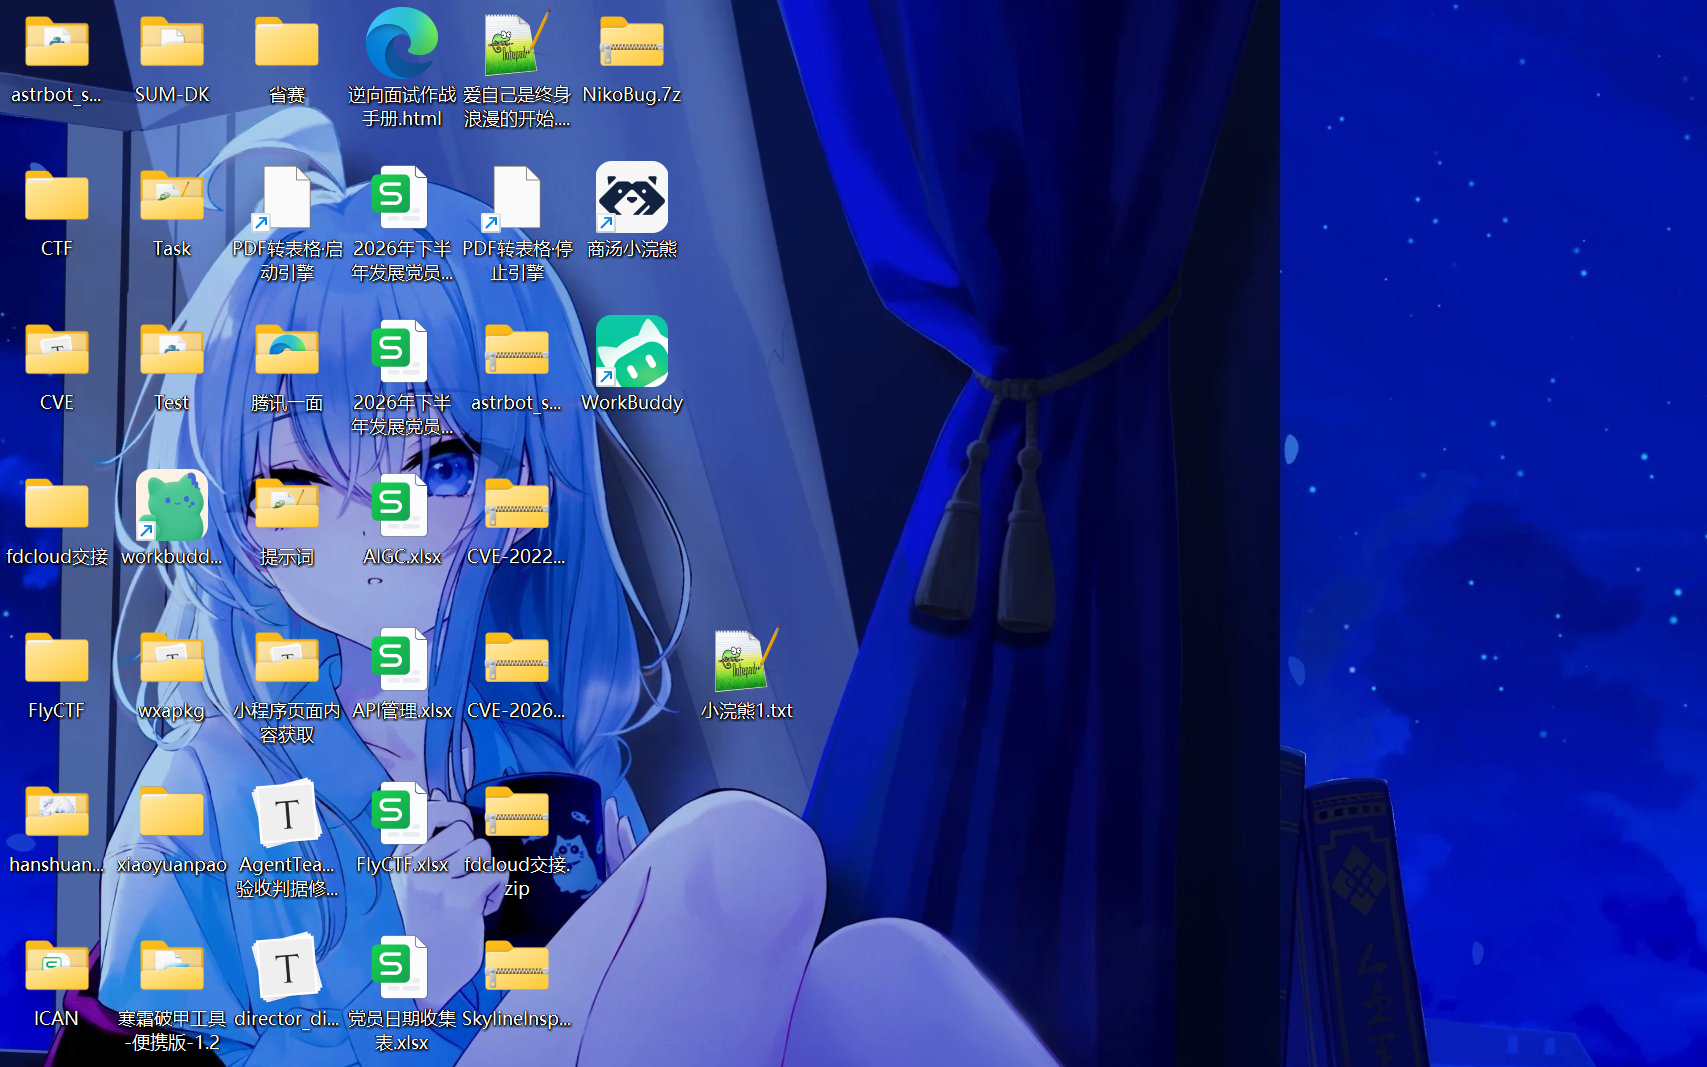 astrbot_s...
SUM-DK
省赛
逆向面试作战
手册.html
爱自己是终身
浪漫的开始....
NikoBug.7z
CTF
Task
PDF转表格·启
动引擎
2026年下半
年发展党员...
PDF转表格·停
止引擎
商汤小浣熊
CVE
Test
腾讯一面
2026年下半
年发展党员...
astrbot_s...
WorkBuddy
fdcloud交接
workbudd...
提示词
AIGC.xlsx
CVE-2022...
FlyCTF
wxapkg
小程序页面内
容获取
API管理.xlsx
CVE-2026...
小浣熊1.txt
hanshuan...
xiaoyuanpao
AgentTea...
验收判据修...
FlyCTF.xlsx
fdcloud交接.
zip
ICAN
寒霜破甲工具
-便携版-1.2
director_di...
党员日期收集
表.xlsx
SkylineInsp...